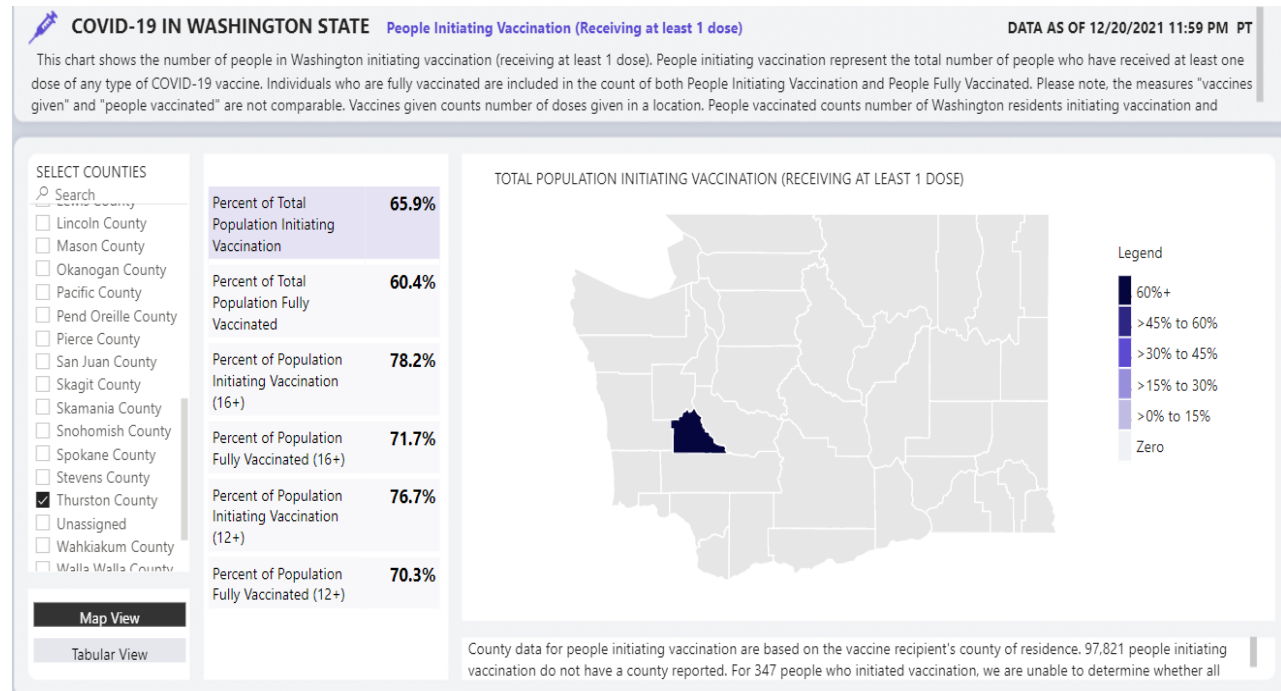 COVID-19 IN WASHINGTON STATE People Initiating Vaccination (Receiving at least 1 dose) DATA AS OF 12/20/2021 11:59 PM PT
This chart shows the number of people in Washington initiating vaccination (receiving at least 1 dose). People initiating vaccination represent the total number of people who have received at least one
dose of any type of COVID-19 vaccine. Individuals who are fully vaccinated are included in the count of both People Initiating Vaccination and People Fully Vaccinated. Please note, the measures "vaccines
given" and "people vaccinated" are not comparable. Vaccines given counts number of doses given in a location. People vaccinated counts number of Washington residents initiating vaccination and
SELECT COUNTIES
Search
Lewis County
Lincoln County
Mason County
Okanogan County
Pacific County
Pend Oreille County
Pierce County
San Juan County
Skagit County
Skamania County
Snohomish County
Spokane County
Stevens County
Thurston County
Unassigned
Wahkiakum County
Walla Walla County
Map View
Tabular View
Percent of Total 65.9%
Population Initiating
Vaccination
Percent of Total 60.4%
Population Fully
Vaccinated
Percent of Population 78.2%
Initiating Vaccination
(16+)
Percent of Population 71.7%
Fully Vaccinated (16+)
Percent of Population 76.7%
Initiating Vaccination
(12+)
Percent of Population 70.3%
Fully Vaccinated (12+)
TOTAL POPULATION INITIATING VACCINATION (RECEIVING AT LEAST 1 DOSE)
Legend
60%+
>45% to 60%
>30% to 45%
>15% to 30%
>0% to 15%
Zero
County data for people initiating vaccination are based on the vaccine recipient's county of residence. 97,821 people initiating
vaccination do not have a county reported. For 347 people who initiated vaccination, we are unable to determine whether all